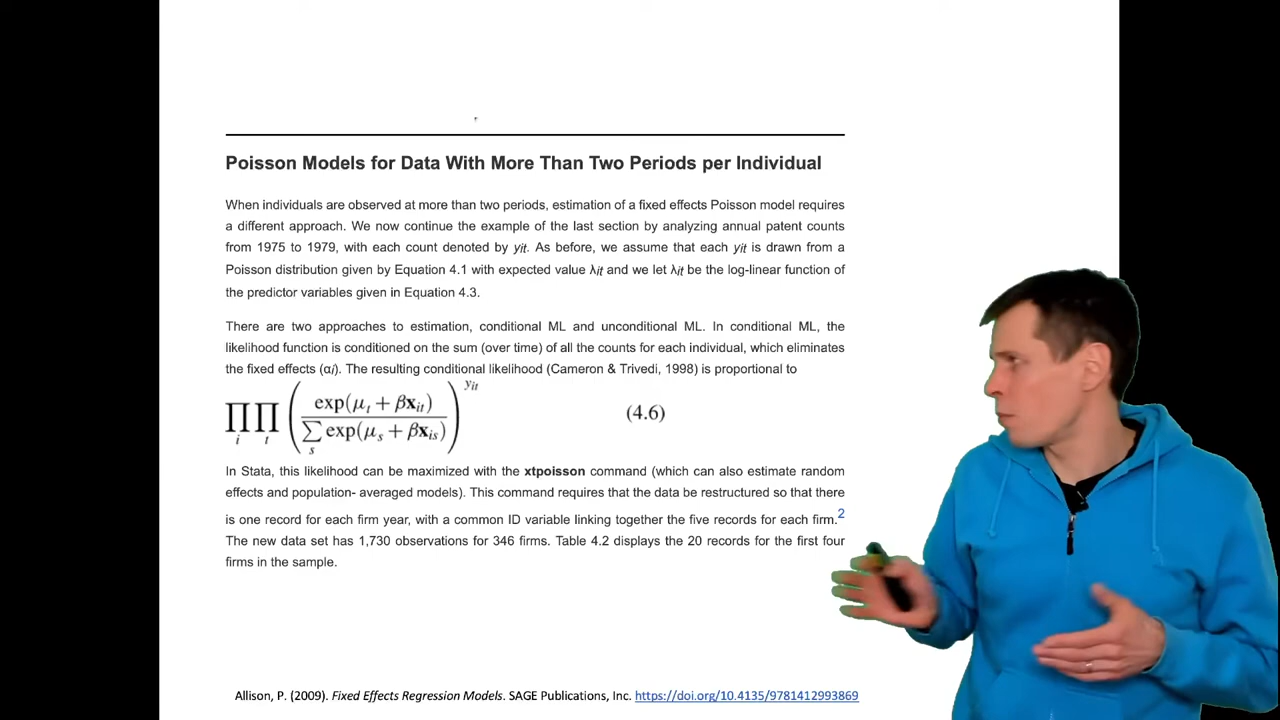 Poisson Models for Data With More Than Two Periods per Individual
When individuals are observed at more than two periods, estimation of a fixed effects Poisson model requires
a different approach. We now continue the example of the last section by analyzing annual patent counts
from 1975 to 1979, with each count denoted by yit. As before, we assume that each yit is drawn from a
Poisson distribution given by Equation 4.1 with expected value λit and we let λit be the log-linear function of
the predictor variables given in Equation 4.3.
There are two approaches to estimation, conditional ML and unconditional ML. In conditional ML, the
likelihood function is conditioned on the sum (over time) of all the counts for each individual, which eliminates
the fixed effects (αi). The resulting conditional likelihood (Cameron & Trivedi, 1998) is proportional to
∏_i ∏_t ( exp(μ_t + βx_it) / ∑_s exp(μ_s + βx_is) )^y_it (4.6)
In Stata, this likelihood can be maximized with the xtpoisson command (which can also estimate random
effects and population- averaged models). This command requires that the data be restructured so that there
is one record for each firm year, with a common ID variable linking together the five records for each firm.2
The new data set has 1,730 observations for 346 firms. Table 4.2 displays the 20 records for the first four
firms in the sample.
Allison, P. (2009). Fixed Effects Regression Models. SAGE Publications, Inc. https://doi.org/10.4135/9781412993869